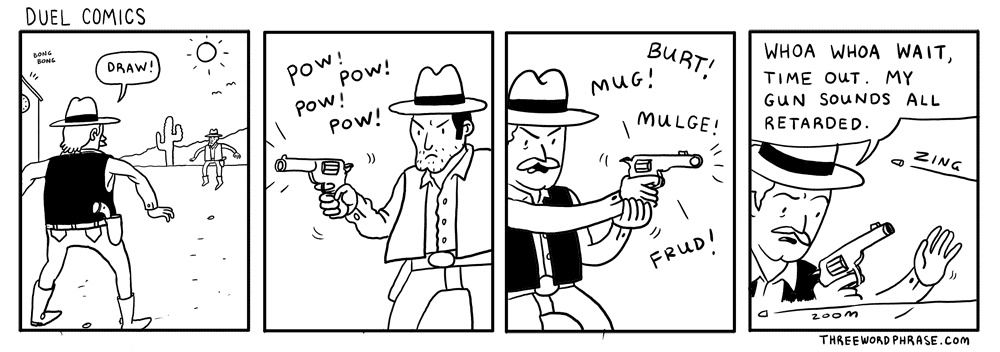 DUEL COMICS
BONG
BONG
DRAW!
POW!
POW!
POW!
POW!
BURT!
MUG!
MULGE!
FRUD!
WHOA WHOA WAIT,
TIME OUT. MY
GUN SOUNDS ALL
RETARDED.
ZING
ZOOM
THREEWORDPHRASE.COM